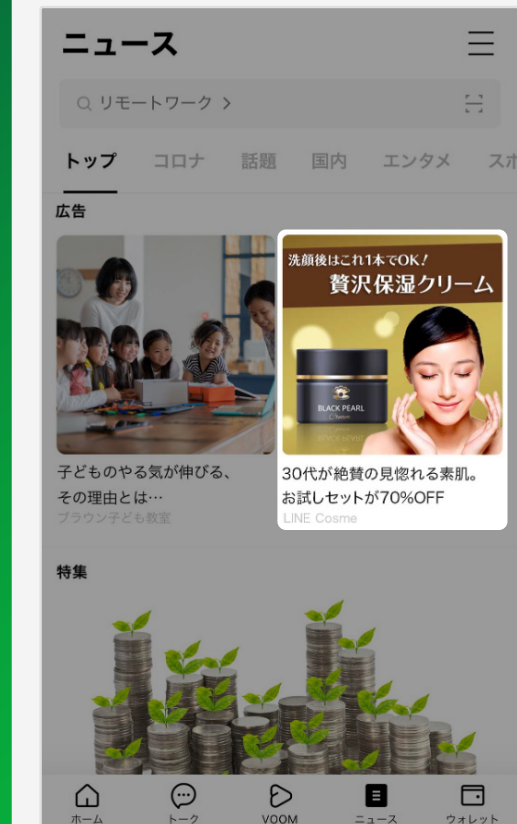 ニュース
リモートワーク >
トップ コロナ 話題 国内 エンタメ スポ
広告
洗顔後はこれ1本でOK!
贅沢保湿クリーム
BLACK PEARL
子どものやる気が伸びる、
その理由とは…
ブラウン子ども教室
30代が絶賛の見惚れる素肌。
お試しセットが70%OFF
LINE Cosme
特集
ホーム トーク VOOM ニュース ウォレット